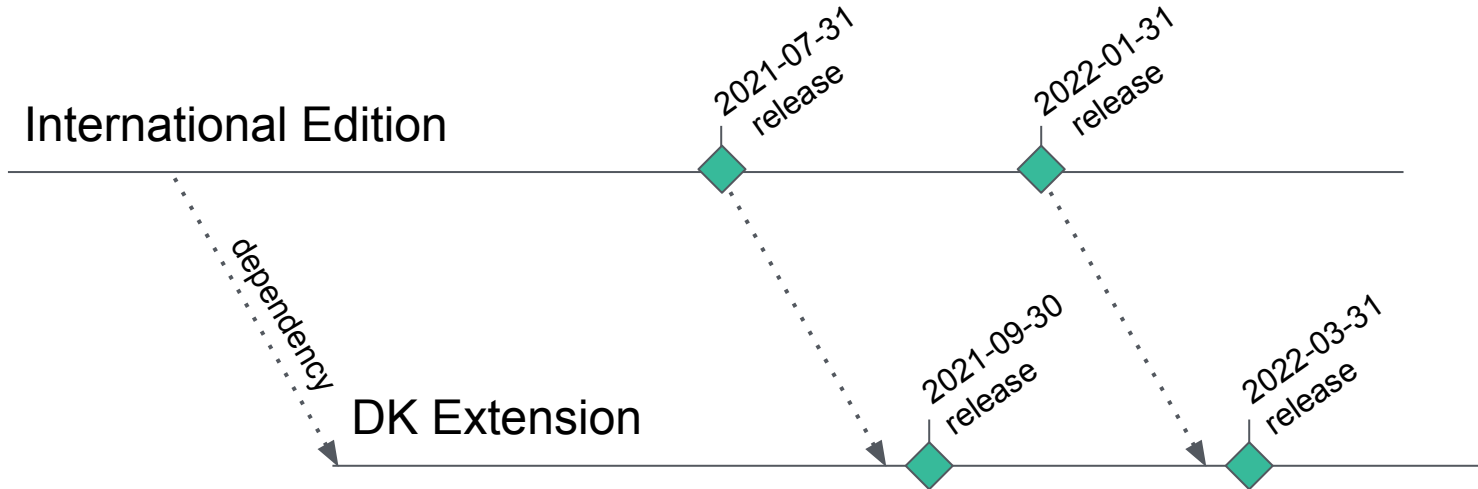 2021-07-31
release
2022-01-31
release
International Edition
dependency
2021-09-30
release
2022-03-31
release
DK Extension